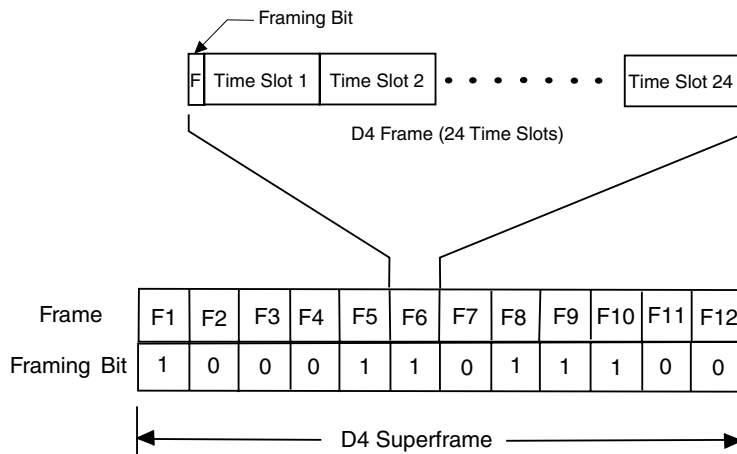 Framing Bit
F Time Slot 1 Time Slot 2 Time Slot 24
D4 Frame (24 Time Slots)
Frame F1 F2 F3 F4 F5 F6 F7 F8 F9 F10 F11 F12
Framing Bit 1 0 0 0 1 1 0 1 1 1 0 0
D4 Superframe